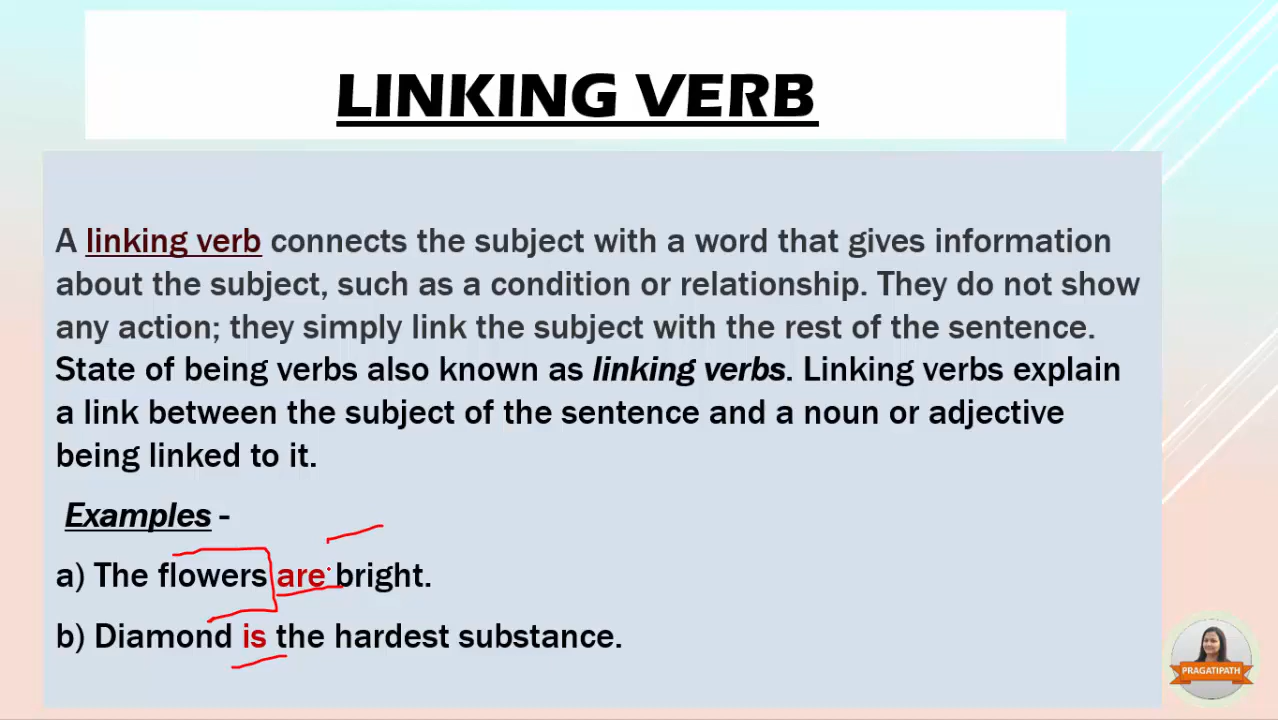 LINKING VERB
A linking verb connects the subject with a word that gives information
about the subject, such as a condition or relationship. They do not show
any action; they simply link the subject with the rest of the sentence.
State of being verbs also known as linking verbs. Linking verbs explain
a link between the subject of the sentence and a noun or adjective
being linked to it.
Examples -
a) The flowers are bright.
b) Diamond is the hardest substance.
PRAGATIPATH